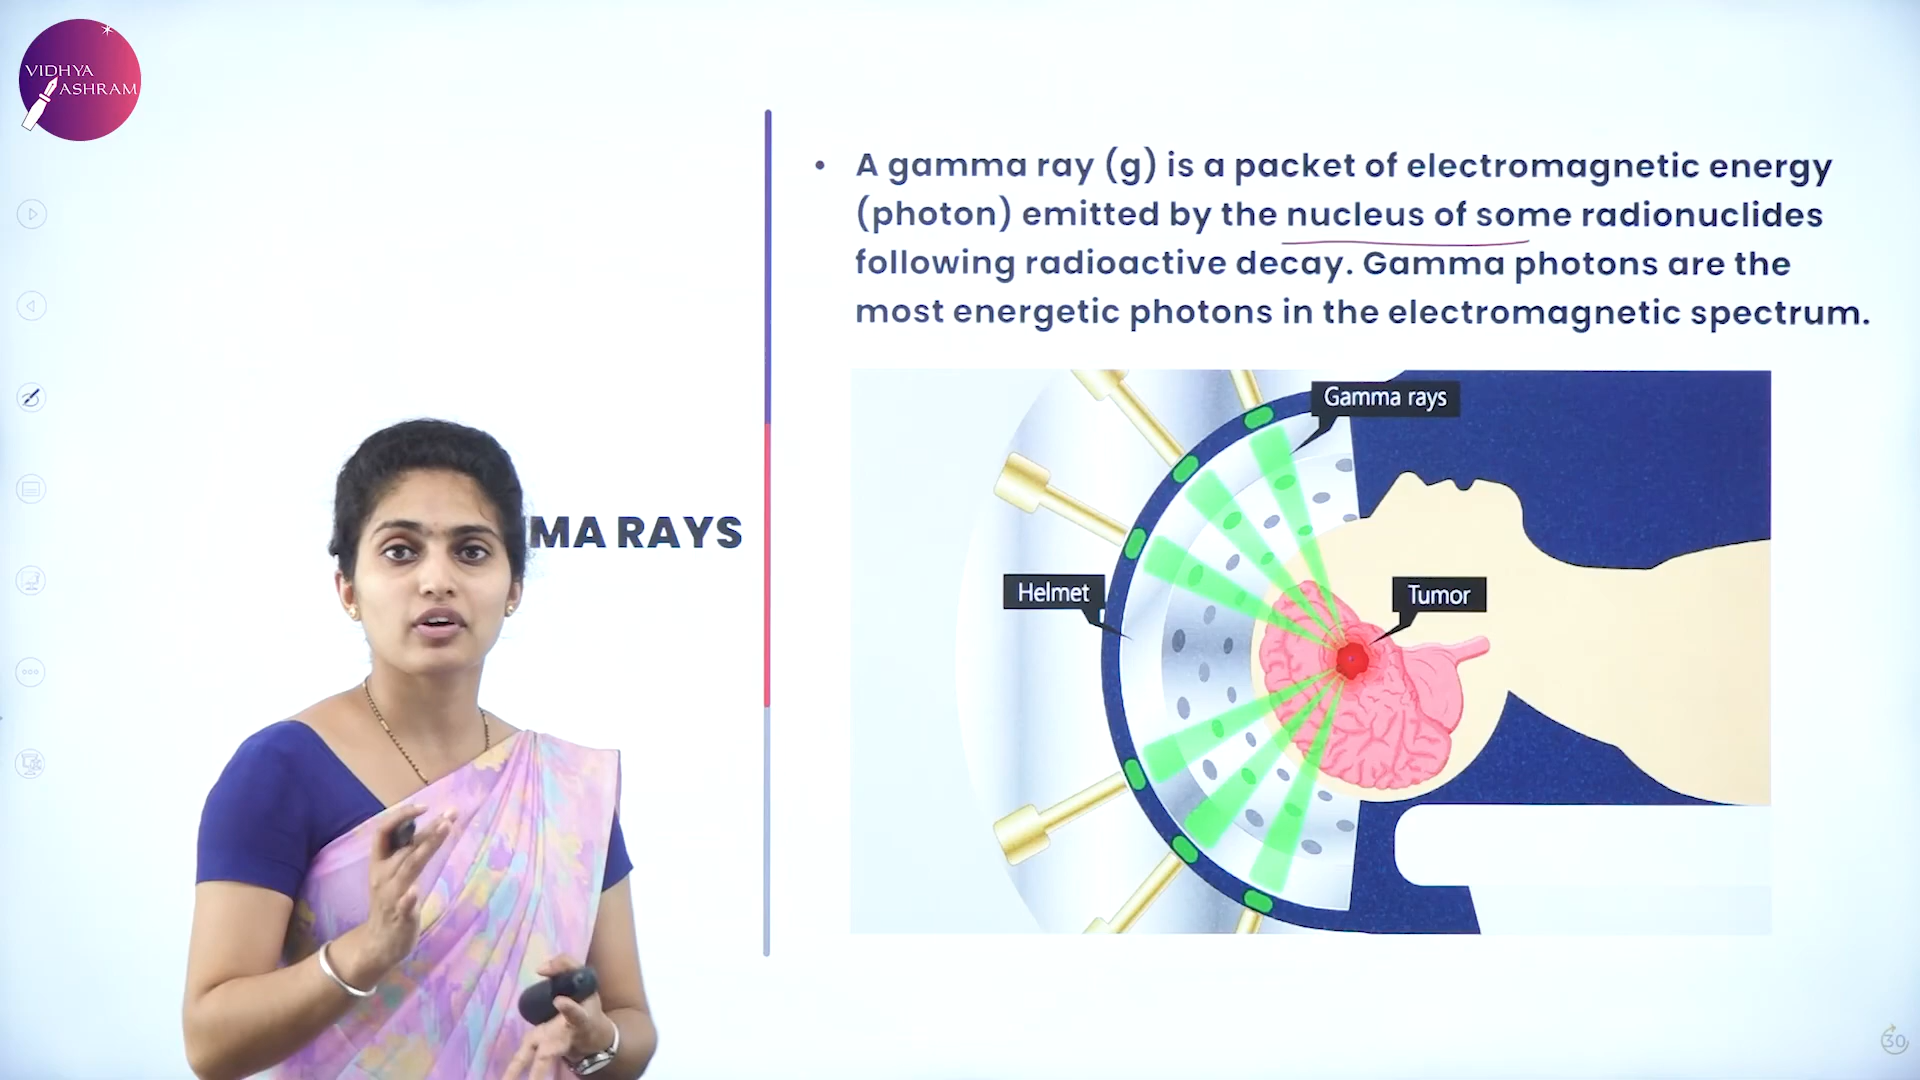 VIDHYA
ASHRAM
• A gamma ray (g) is a packet of electromagnetic energy
(photon) emitted by the nucleus of some radionuclides
following radioactive decay. Gamma photons are the
most energetic photons in the electromagnetic spectrum.
MA RAYS
Gamma rays
Helmet
Tumor
30